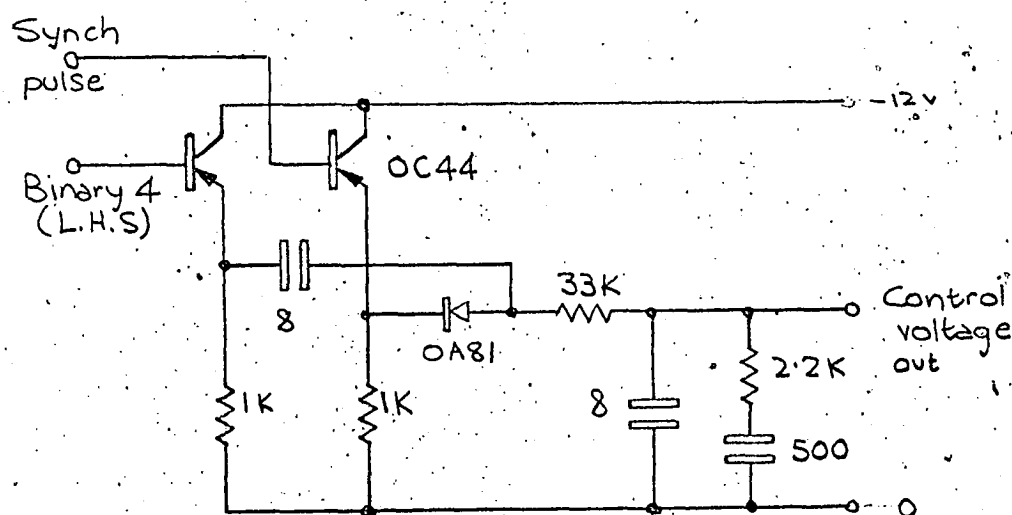 Synch
pulse
-12v
OC44
Binary 4
(L.H.S)
33K
Control
voltage
out
8
OA81
2.2K
1K
1K
8
500
0